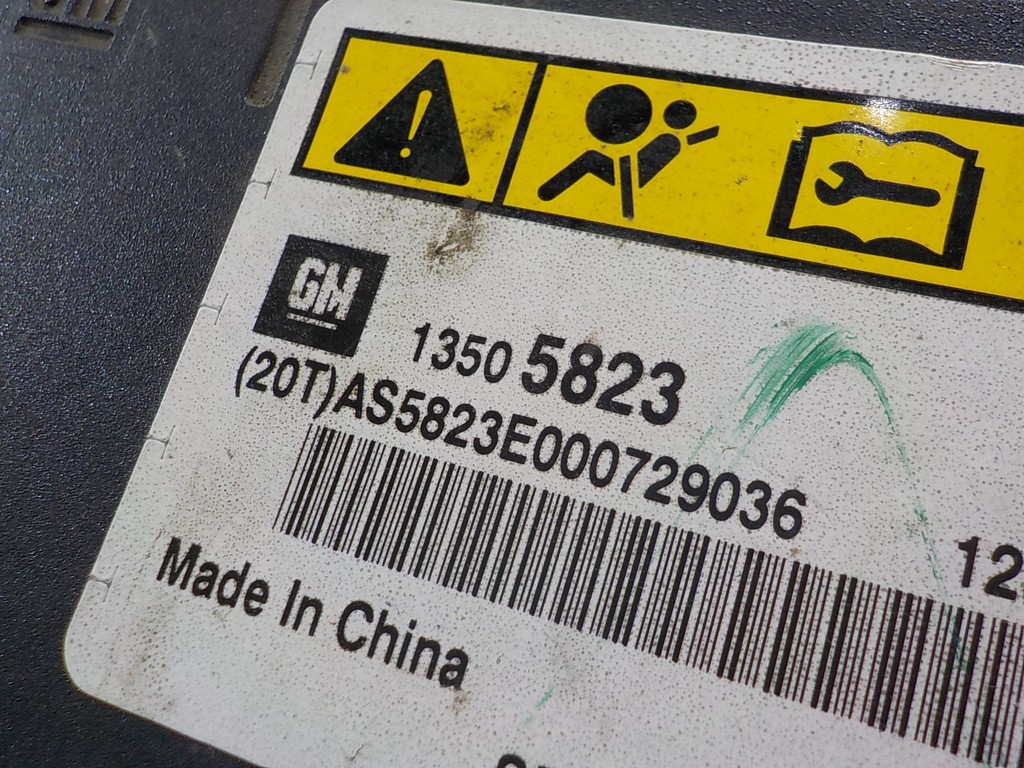 GM
1350 5823
(20T)AS5823E000729036
12
Made In China